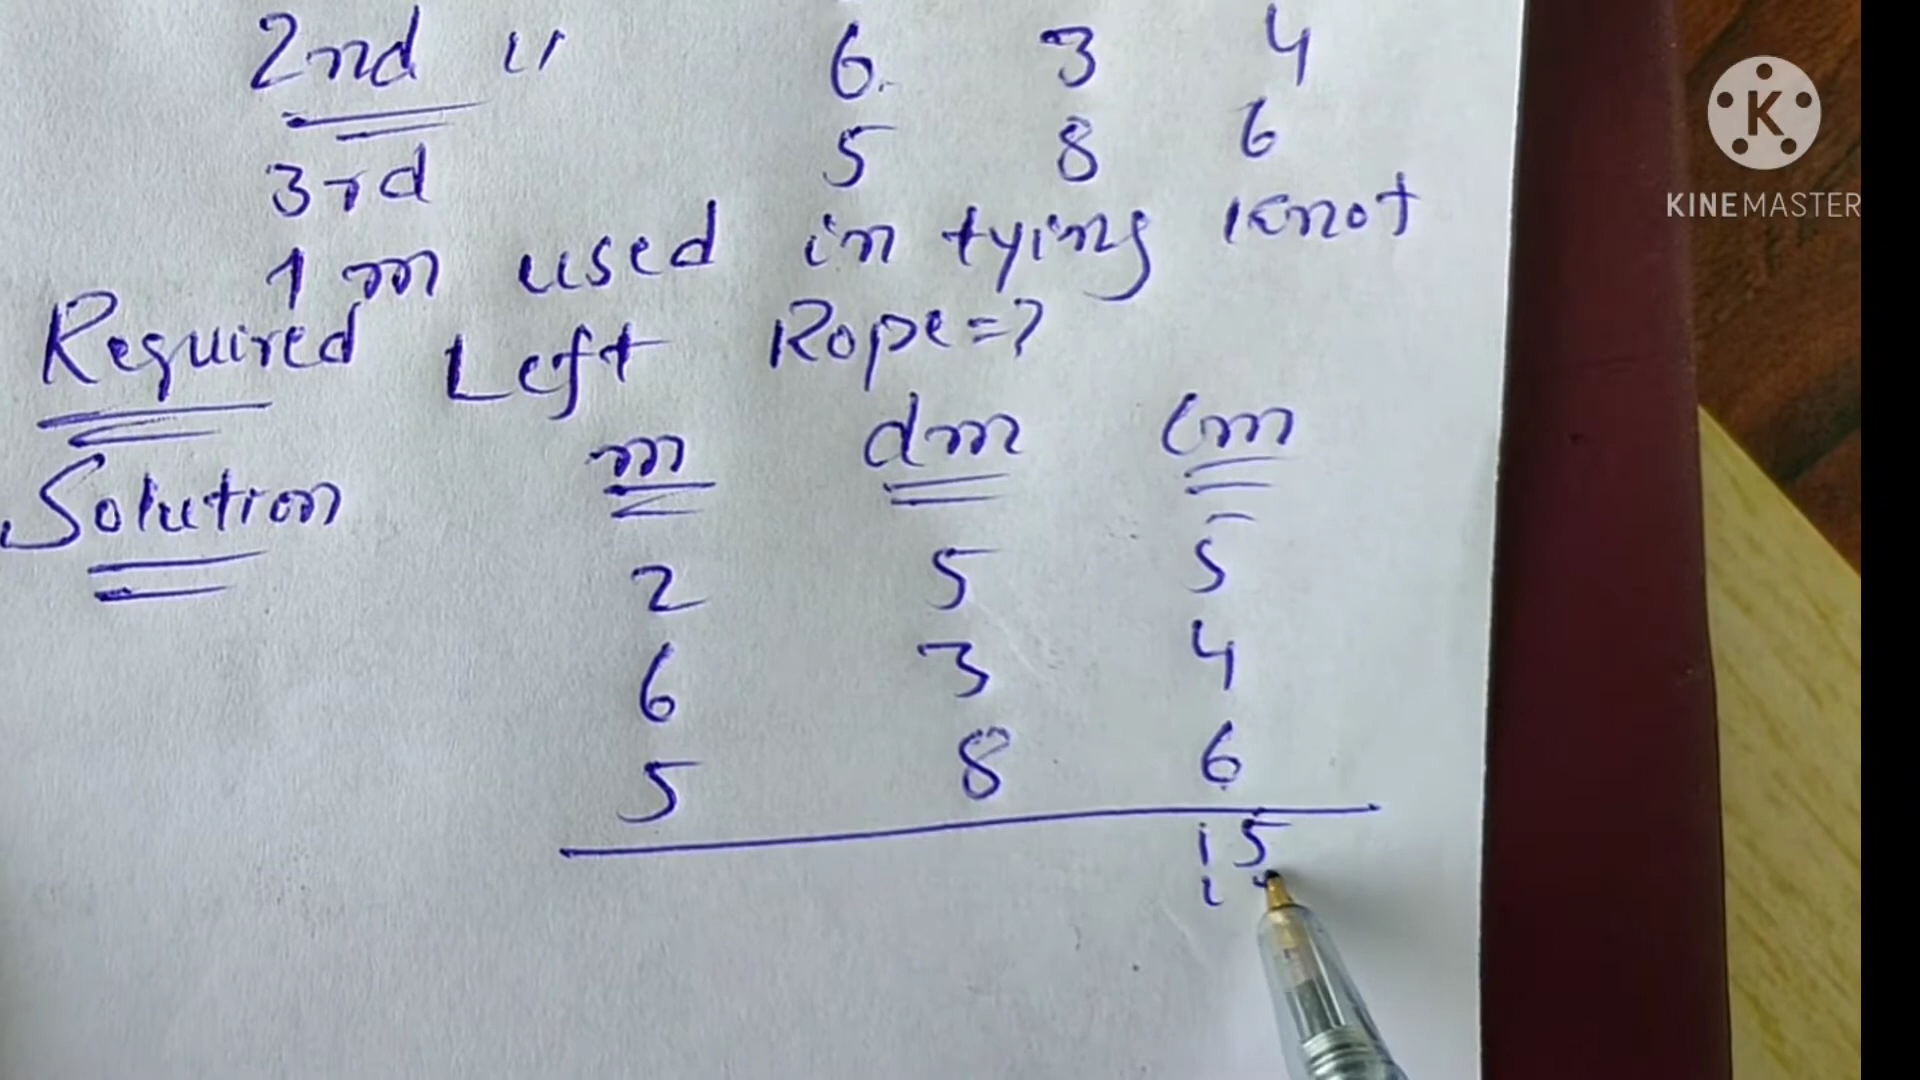 2nd " 6 3 4
3rd 5 8 6
1 m used in tying Knot
Required Left Rope=?
m dm cm
Solution
2 5 5
6 3 4
5 8 6
15
K
KINEMASTER